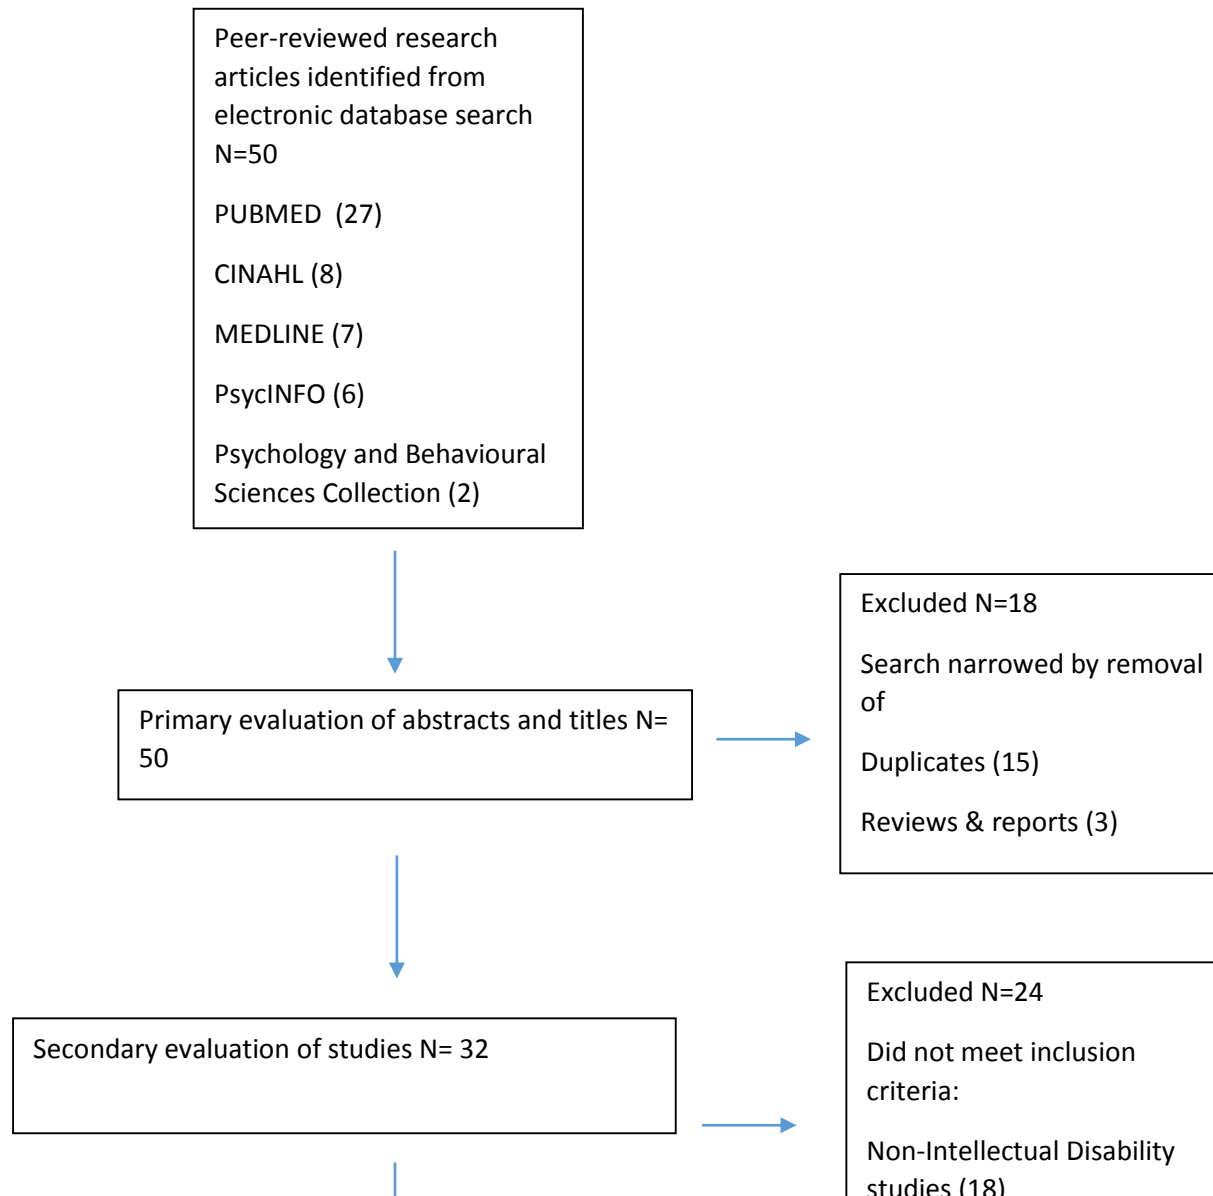 Peer-reviewed research
articles identified from
electronic database search
N=50
PUBMED  (27)
CINAHL (8)
MEDLINE (7)
PsycINFO (6)
Psychology and Behavioural
Sciences Collection (2)
Excluded N=18
Search narrowed by removal
of
Duplicates (15)
Reviews & reports (3)
Primary evaluation of abstracts and titles N=
50
Excluded N=24
Did not meet inclusion
criteria:
Non-Intellectual Disability
studies (18)
Secondary evaluation of studies N= 32